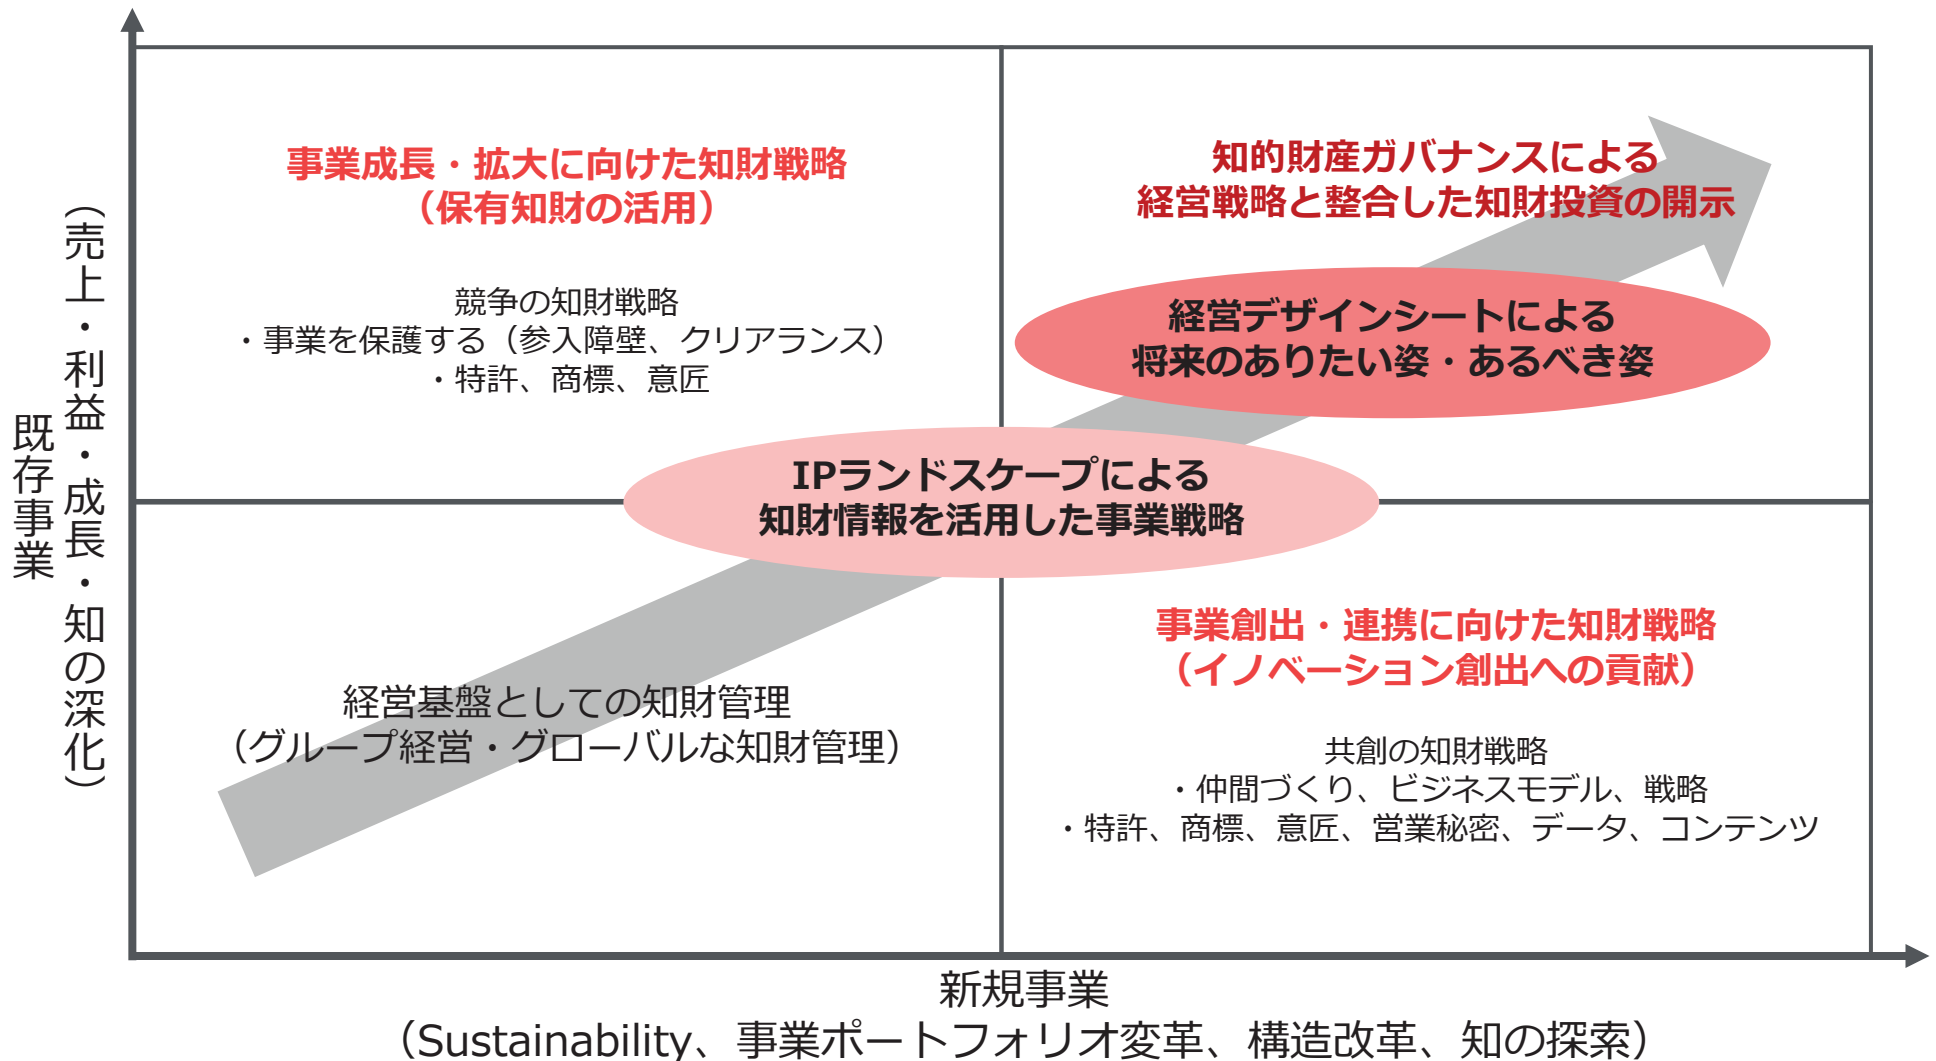 既存事業
（売上・利益・成長・知の深化）
事業成長・拡大に向けた知財戦略
（保有知財の活用）
競争の知財戦略
・事業を保護する（参入障壁、クリアランス）
・特許、商標、意匠
知的財産ガバナンスによる
経営戦略と整合した知財投資の開示
経営デザインシートによる
将来のありたい姿・あるべき姿
IPランドスケープによる
知財情報を活用した事業戦略
経営基盤としての知財管理
（グループ経営・グローバルな知財管理）
事業創出・連携に向けた知財戦略
（イノベーション創出への貢献）
共創の知財戦略
・仲間づくり、ビジネスモデル、戦略
・特許、商標、意匠、営業秘密、データ、コンテンツ
新規事業
（Sustainability、事業ポートフォリオ変革、構造改革、知の探索）